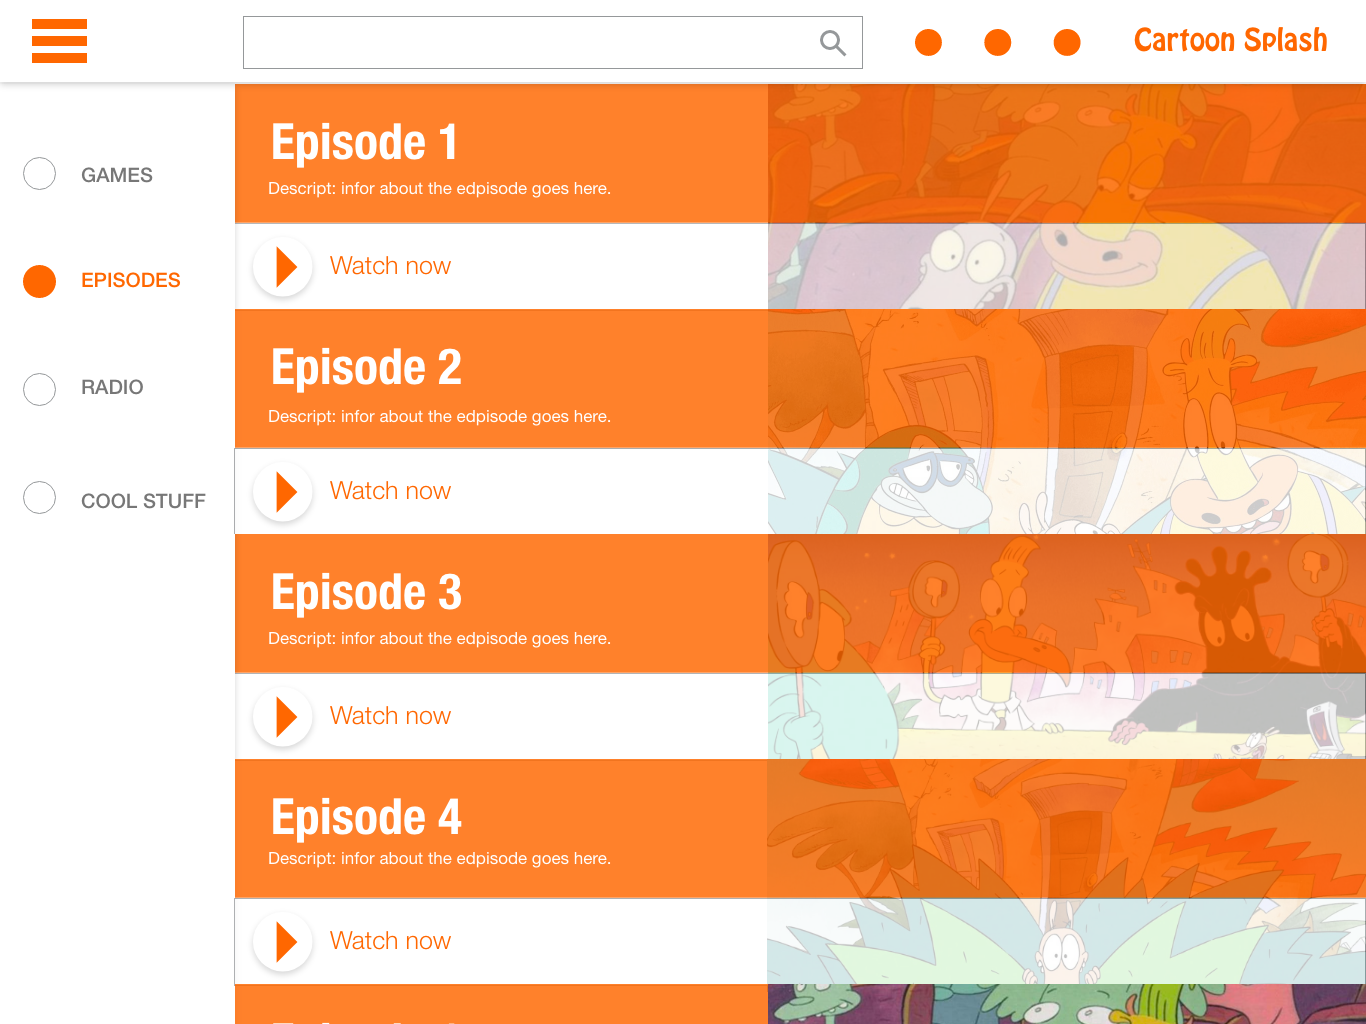 Cartoon Splash
GAMES
EPISODES
RADIO
COOL STUFF
Episode 1
Descript: infor about the edpisode goes here.
Watch now
Episode 2
Descript: infor about the edpisode goes here.
Watch now
Episode 3
Descript: infor about the edpisode goes here.
Watch now
Episode 4
Descript: infor about the edpisode goes here.
Watch now